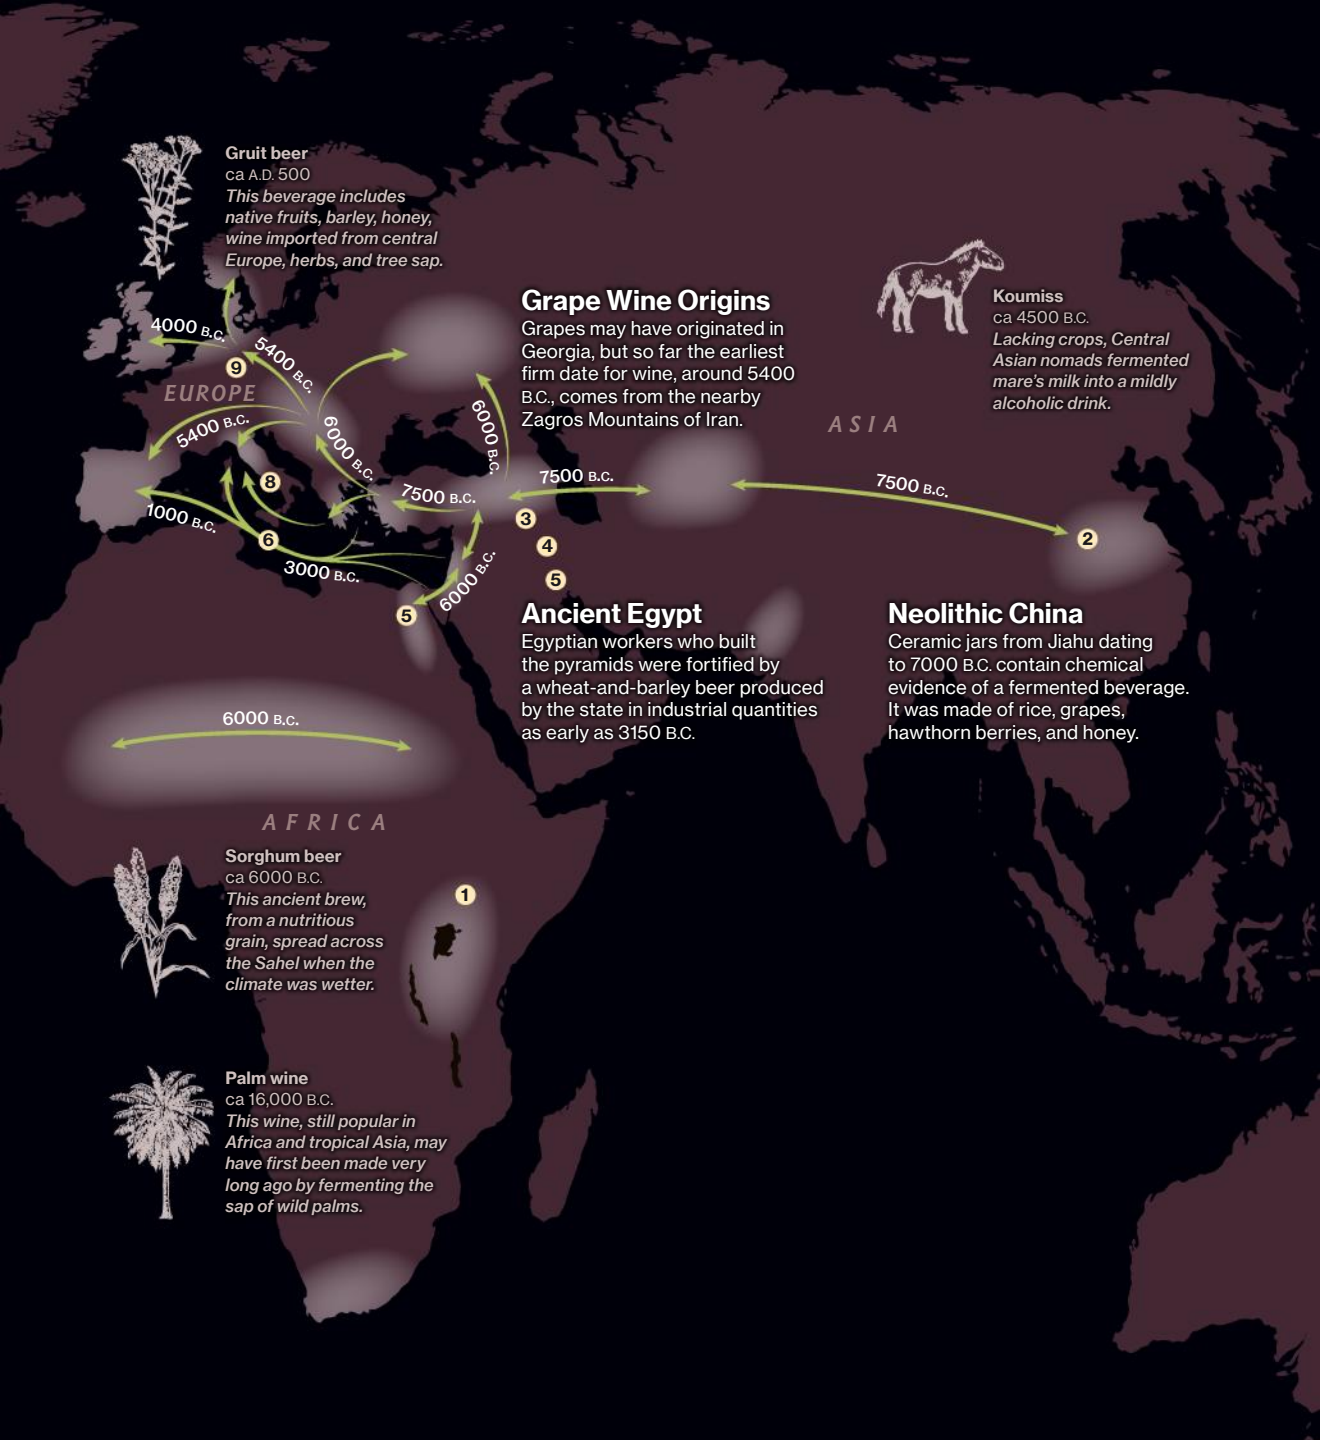 Gruit beer
ca A.D. 500
This beverage includes
native fruits, barley, honey,
wine imported from central
Europe, herbs, and tree sap.
Grape Wine Origins
Grapes may have originated in
Georgia, but so far the earliest
firm date for wine, around 5400
B.C., comes from the nearby
Zagros Mountains of Iran.
Koumiss
ca 4500 B.C.
Lacking crops, Central
Asian nomads fermented
mare's milk into a mildly
alcoholic drink.
4000 B.C.
5400 B.C.
9
EUROPE
5400 B.C.
6000 B.C.
6000 B.C.
ASIA
8
7500 B.C.
7500 B.C.
7500 B.C.
1000 B.C.
6
3000 B.C.
6000 B.C.
3
4
5
2
5
Ancient Egypt
Egyptian workers who built
the pyramids were fortified by
a wheat-and-barley beer produced
by the state in industrial quantities
as early as 3150 B.C.
Neolithic China
Ceramic jars from Jiahu dating
to 7000 B.C. contain chemical
evidence of a fermented beverage.
It was made of rice, grapes,
hawthorn berries, and honey.
6000 B.C.
AFRICA
Sorghum beer
ca 6000 B.C.
This ancient brew,
from a nutritious
grain, spread across
the Sahel when the
climate was wetter.
1
Palm wine
ca 16,000 B.C.
This wine, still popular in
Africa and tropical Asia, may
have first been made very
long ago by fermenting the
sap of wild palms.